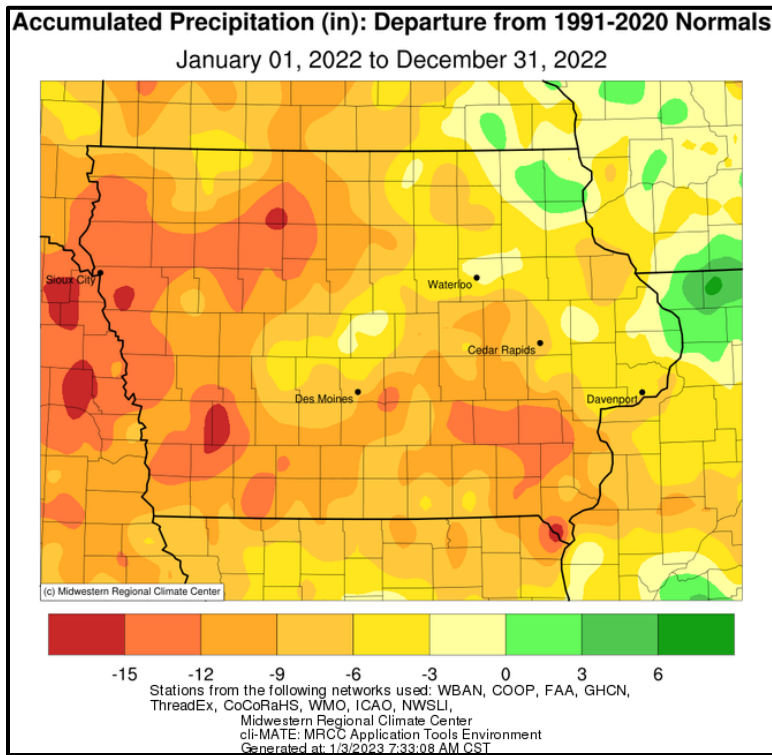 Accumulated Precipitation (in): Departure from 1991-2020 Normals
January 01, 2022 to December 31, 2022
Sioux City
Waterloo
Cedar Rapids
Des Moines
Davenport
(c) Midwestern Regional Climate Center
-15 -12 -9 -6 -3 0 3 6
Stations from the following networks used: WBAN, COOP, FAA, GHCN,
ThreadEx, CoCoRaHS, WMO, ICAO, NWSLI,
Midwestern Regional Climate Center
cli-MATE: MRCC Application Tools Environment
Generated at: 1/3/2023 7:33:08 AM CST